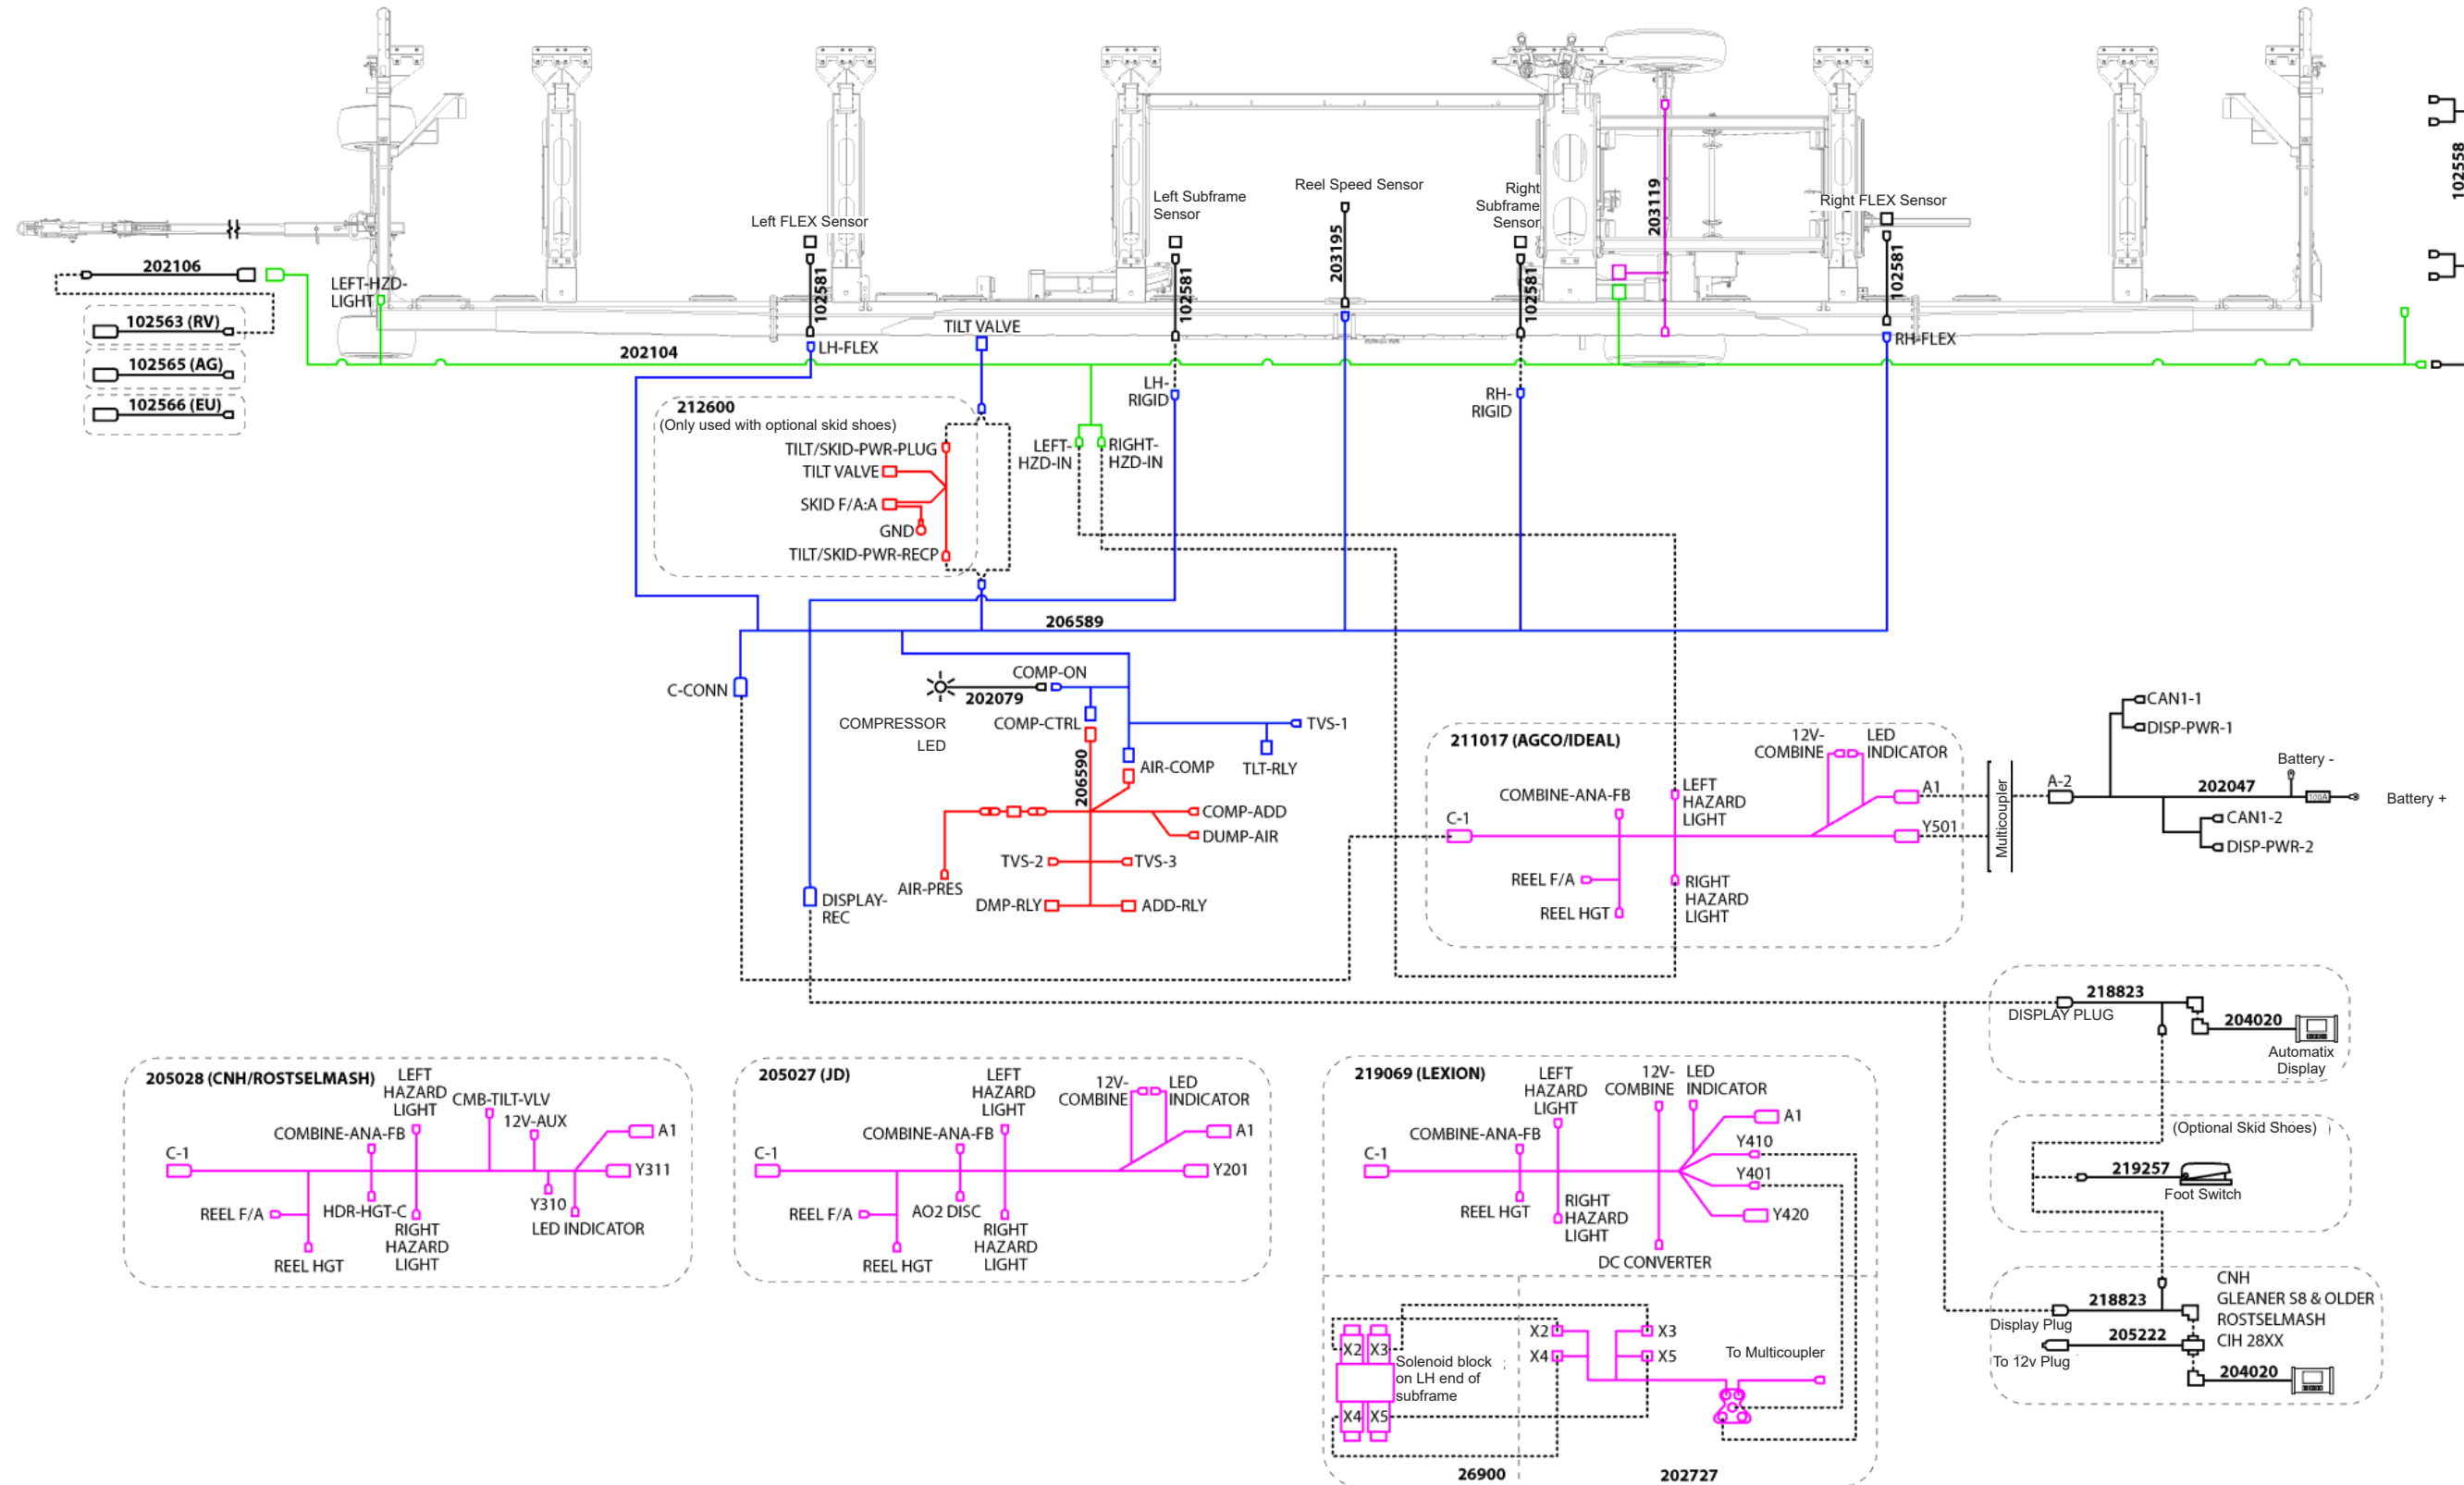 102558
203119
Left Subframe
Sensor
Reel Speed Sensor
Right
Subframe
Sensor
Right FLEX Sensor
Left FLEX Sensor
203195
202106
LEFT-HZD-
LIGHT
102581
102581
102581
102581
102563 (RV)
TILT VALVE
LH-FLEX
RH-FLEX
202104
102565 (AG)
102566 (EU)
LH-
RIGID
RH-
RIGID
212600
(Only used with optional skid shoes)
TILT/SKID-PWR-PLUG
TILT VALVE
SKID F/A:A
GND
TILT/SKID-PWR-RECP
LEFT-
HZD-IN
RIGHT-
HZD-IN
206589
C-CONN
COMP-ON
202079
COMPRESSOR
LED
COMP-CTRL
TVS-1
206590
AIR-COMP
TLT-RLY
COMP-ADD
DUMP-AIR
TVS-2
TVS-3
AIR-PRES
DMP-RLY
ADD-RLY
DISPLAY-
REC
211017 (AGCO/IDEAL)
12V-
COMBINE
LED
INDICATOR
COMBINE-ANA-FB
LEFT
HAZARD
LIGHT
A1
C-1
Y501
REEL F/A
REEL HGT
RIGHT
HAZARD
LIGHT
Multicoupler
CAN1-1
DISP-PWR-1
A-2
202047
Battery -
100A
Battery +
CAN1-2
DISP-PWR-2
218823
DISPLAY PLUG
204020
Automatix
Display
(Optional Skid Shoes)
219257
Foot Switch
CNH
GLEANER S8 & OLDER
ROSTSELMASH
CIH 28XX
218823
Display Plug
205222
To 12v Plug
204020
205028 (CNH/ROSTSELMASH)
LEFT
HAZARD
LIGHT
CMB-TILT-VLV
12V-AUX
COMBINE-ANA-FB
A1
C-1
Y311
REEL F/A
HDR-HGT-C
Y310
LED INDICATOR
RIGHT
HAZARD
LIGHT
REEL HGT
205027 (JD)
LEFT
HAZARD
LIGHT
12V-
COMBINE
LED
INDICATOR
COMBINE-ANA-FB
A1
C-1
Y201
REEL F/A
AO2 DISC
RIGHT
HAZARD
LIGHT
REEL HGT
219069 (LEXION)
LEFT
HAZARD
LIGHT
12V-
COMBINE
LED
INDICATOR
COMBINE-ANA-FB
A1
Y410
C-1
Y401
REEL HGT
RIGHT
HAZARD
LIGHT
Y420
DC CONVERTER
X2
X3
X4
X5
X2
X3
X4
X5
Solenoid block
on LH end of
subframe
To Multicoupler
26900
202727